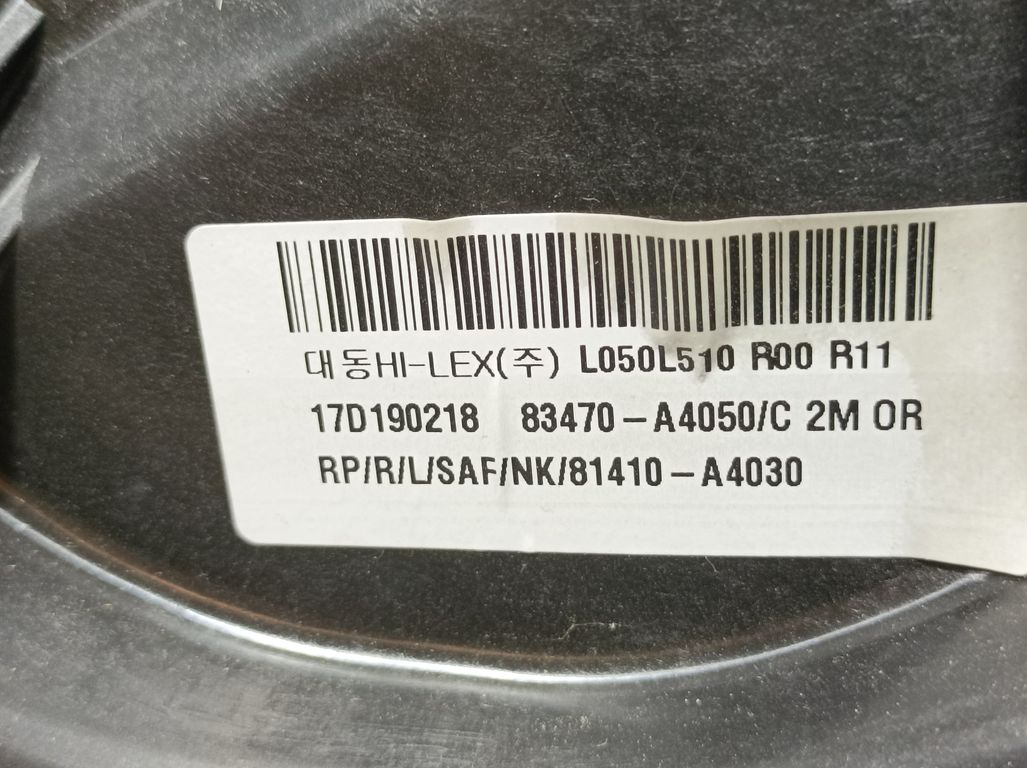 대동HI-LEX(주) L050L510 R00 R11
17D190218 83470-A4050/C 2M OR
RP/R/L/SAF/NK/81410-A4030